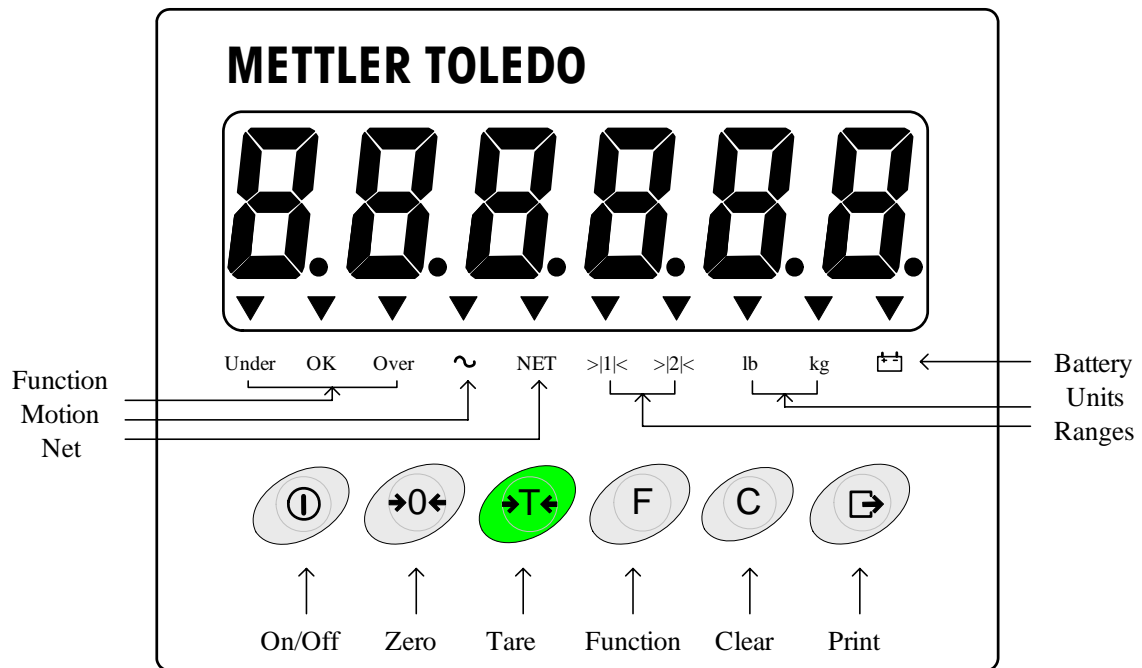 METTLER TOLEDO
8.8.8.8.8.8.
Under OK Over ~ NET >|1|< >|2|< lb kg
Function
Motion
Net
Battery
Units
Ranges
→0← →T← F C
On/Off Zero Tare Function Clear Print